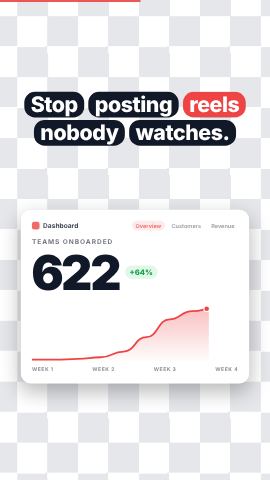 Stop posting reels
nobody watches.
Dashboard Overview Customers Revenue
TEAMS ONBOARDED
622 +64%
WEEK 1 WEEK 2 WEEK 3 WEEK 4